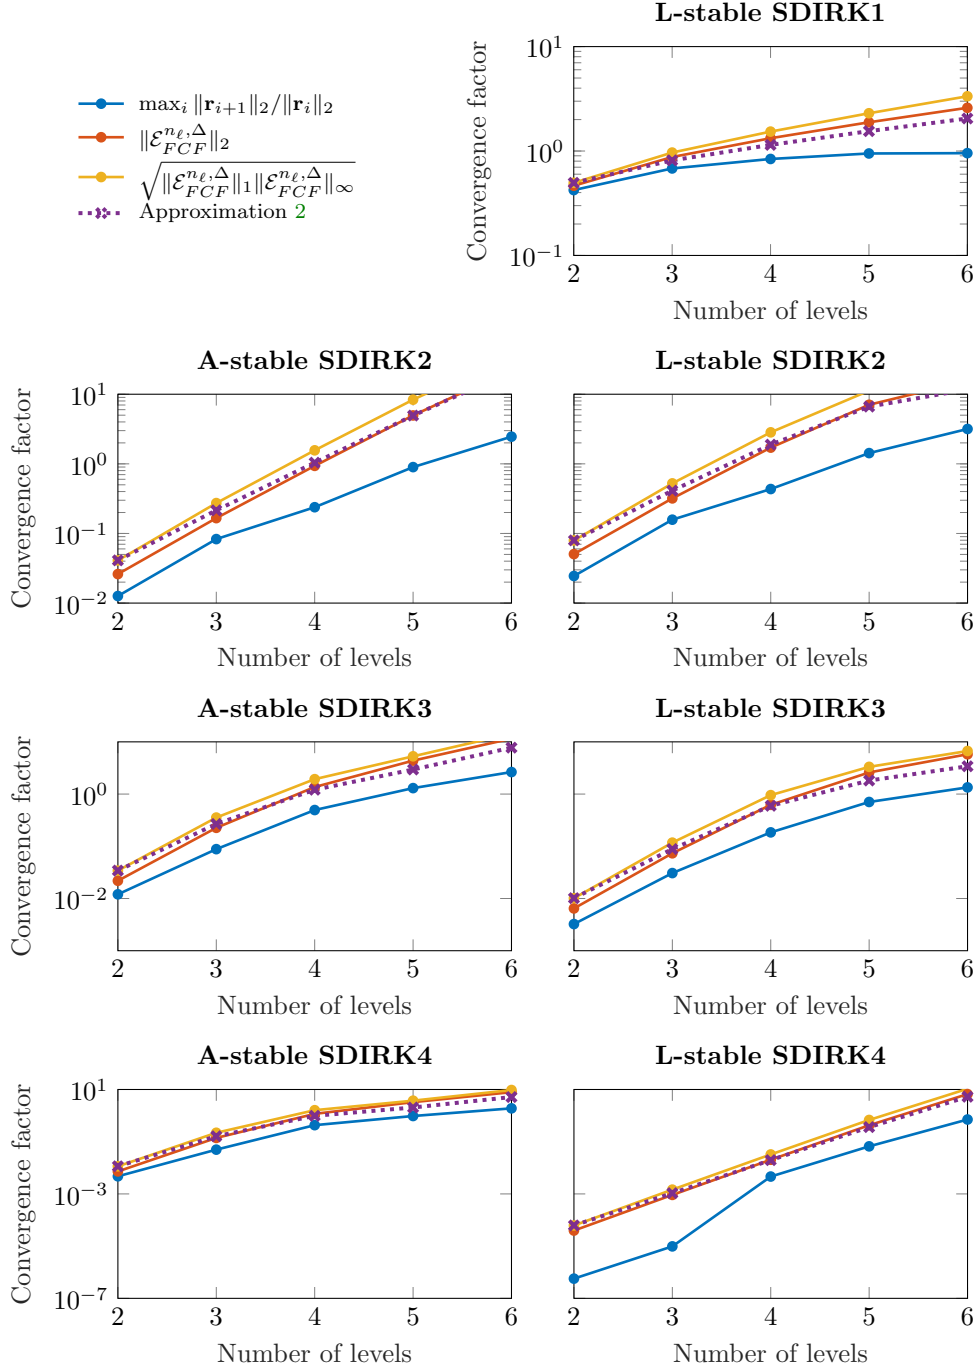 L-stable SDIRK1
max_i ‖r_{i+1}‖_2/‖r_i‖_2
‖ℰ_{FCF}^{n_ℓ,Δ}‖_2
√‖ℰ_{FCF}^{n_ℓ,Δ}‖_1‖ℰ_{FCF}^{n_ℓ,Δ}‖_∞
Approximation 2
Convergence factor
10^1
10^0
10^{−1}
2 3 4 5 6
Number of levels
A-stable SDIRK2
Convergence factor
10^1
10^0
10^{−1}
10^{−2}
2 3 4 5 6
Number of levels
L-stable SDIRK2
2 3 4 5 6
Number of levels
A-stable SDIRK3
Convergence factor
10^0
10^{−2}
2 3 4 5 6
Number of levels
L-stable SDIRK3
2 3 4 5 6
Number of levels
A-stable SDIRK4
Convergence factor
10^1
10^{−3}
10^{−7}
2 3 4 5 6
Number of levels
L-stable SDIRK4
2 3 4 5 6
Number of levels